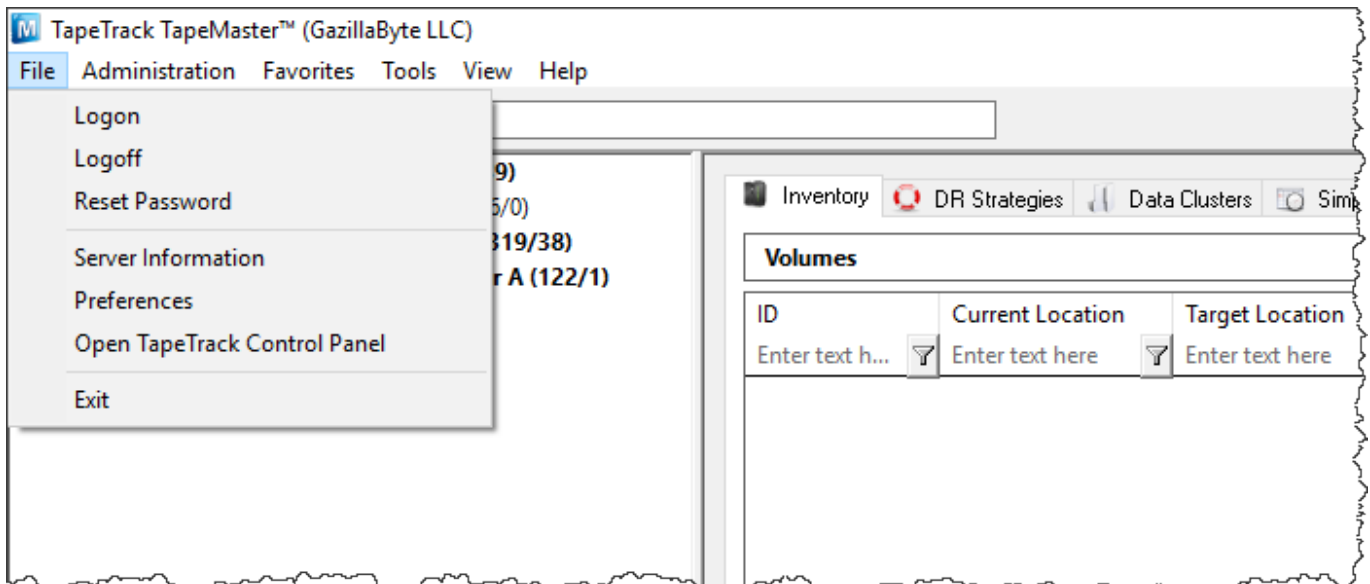 TapeTrack TapeMaster™ (GazillaByte LLC)
File Administration Favorites Tools View Help
Logon
Logoff
Reset Password
Server Information
Preferences
Open TapeTrack Control Panel
Exit
9)
/0)
319/38)
r A (122/1)
Inventory DR Strategies Data Clusters
Volumes
ID Current Location Target Location
Enter text h... Enter text here Enter text here